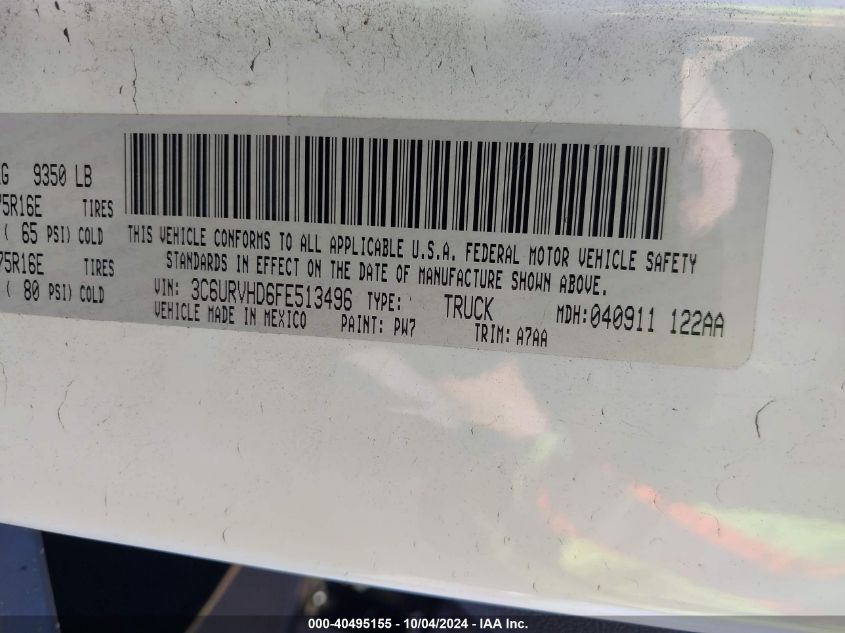 G 9350 LB
75R16E TIRES
( 65 PSI) COLD
75R16E TIRES
( 80 PSI) COLD
THIS VEHICLE CONFORMS TO ALL APPLICABLE U.S.A. FEDERAL MOTOR VEHICLE SAFETY
STANDARDS IN EFFECT ON THE DATE OF MANUFACTURE SHOWN ABOVE.
VIN: 3C6URVHD6FE513496 TYPE: TRUCK MDH:040911 122AA
VEHICLE MADE IN MEXICO PAINT: PW7 TRIM: A7AA
000-40495155 - 10/04/2024 - IAA Inc.